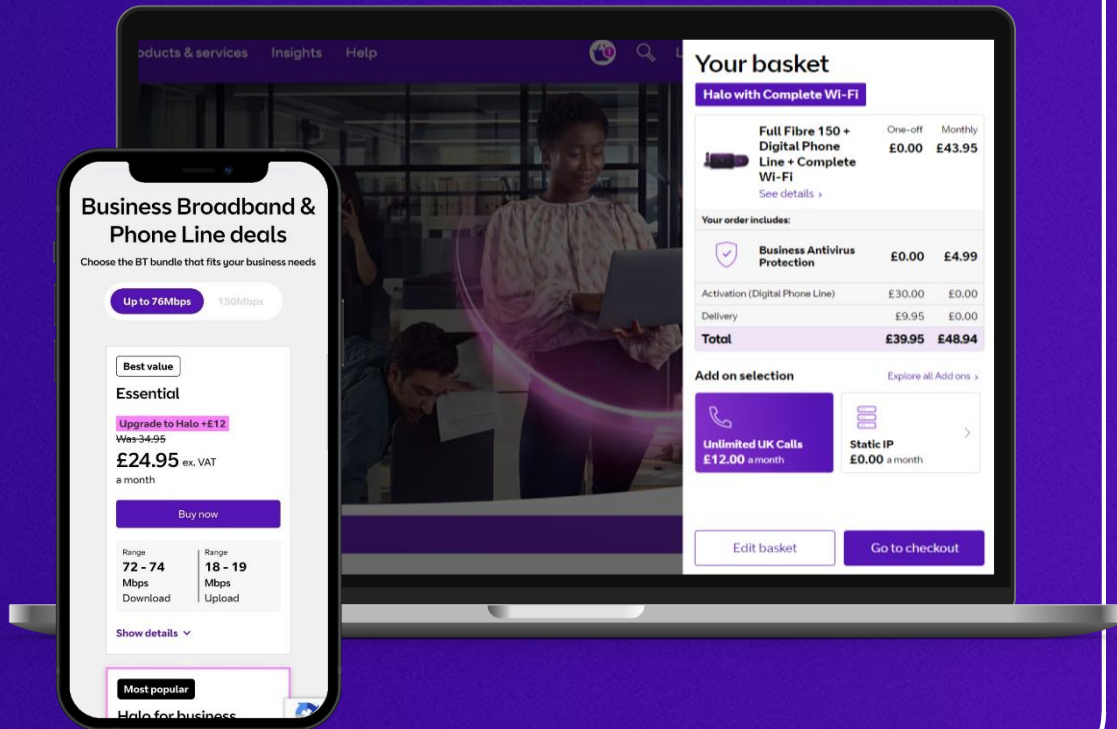 Products & services Insights Help
1
Your basket
Halo with Complete Wi-Fi
One-off Monthly
Full Fibre 150 +
Digital Phone
Line + Complete
Wi-Fi
£0.00 £43.95
See details ›
Your order includes:
Business Antivirus
Protection
£0.00 £4.99
Activation (Digital Phone Line) £30.00 £0.00
Delivery £9.95 £0.00
Total £39.95 £48.94
Add on selection Explore all Add ons ›
Unlimited UK Calls
£12.00 a month
Static IP
£0.00 a month
Edit basket Go to checkout
Business Broadband &
Phone Line deals
Choose the BT bundle that fits your business needs
Up to 76Mbps 150Mbps
Best value
Essential
Upgrade to Halo +£12
Was 34.95
£24.95 ex. VAT
a month
Buy now
Range Range
72 - 74 18 - 19
Mbps Mbps
Download Upload
Show details
Most popular
Halo for business